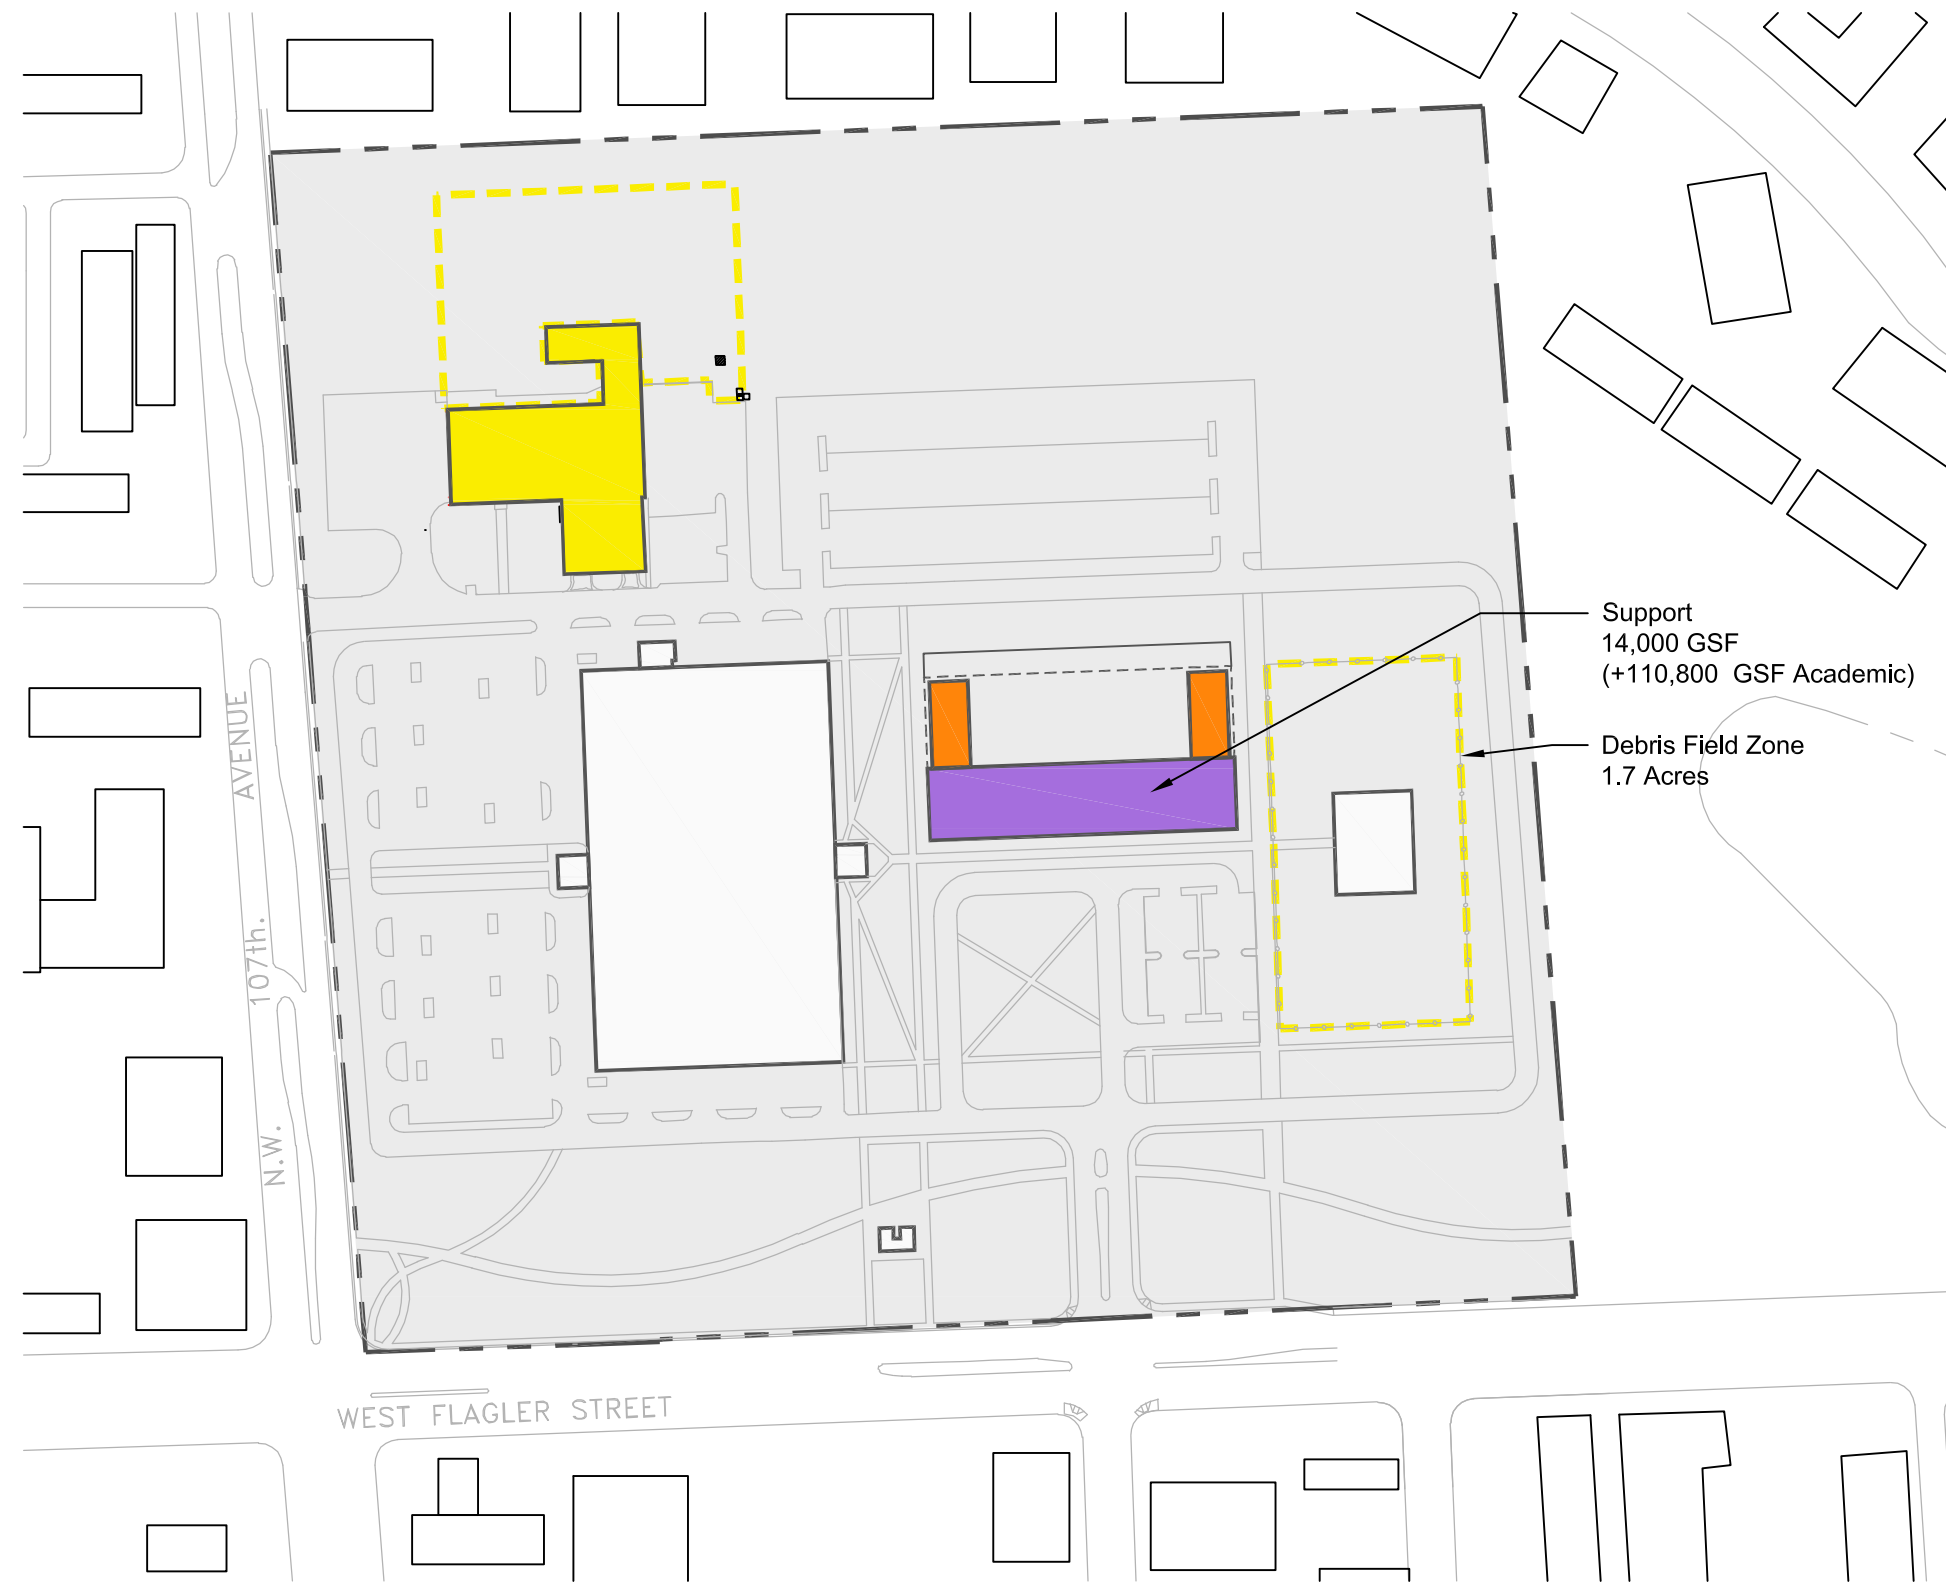 Support
14,000 GSF
(+110,800 GSF Academic)
Debris Field Zone
1.7 Acres
N.W. 107th. AVENUE
WEST FLAGLER STREET